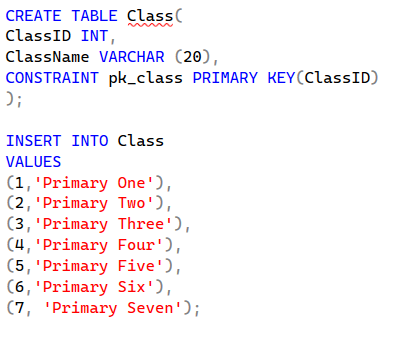 CREATE TABLE Class(
ClassID INT,
ClassName VARCHAR (20),
CONSTRAINT pk_class PRIMARY KEY(ClassID)
);
INSERT INTO Class
VALUES
(1,'Primary One'),
(2,'Primary Two'),
(3,'Primary Three'),
(4,'Primary Four'),
(5,'Primary Five'),
(6,'Primary Six'),
(7, 'Primary Seven');